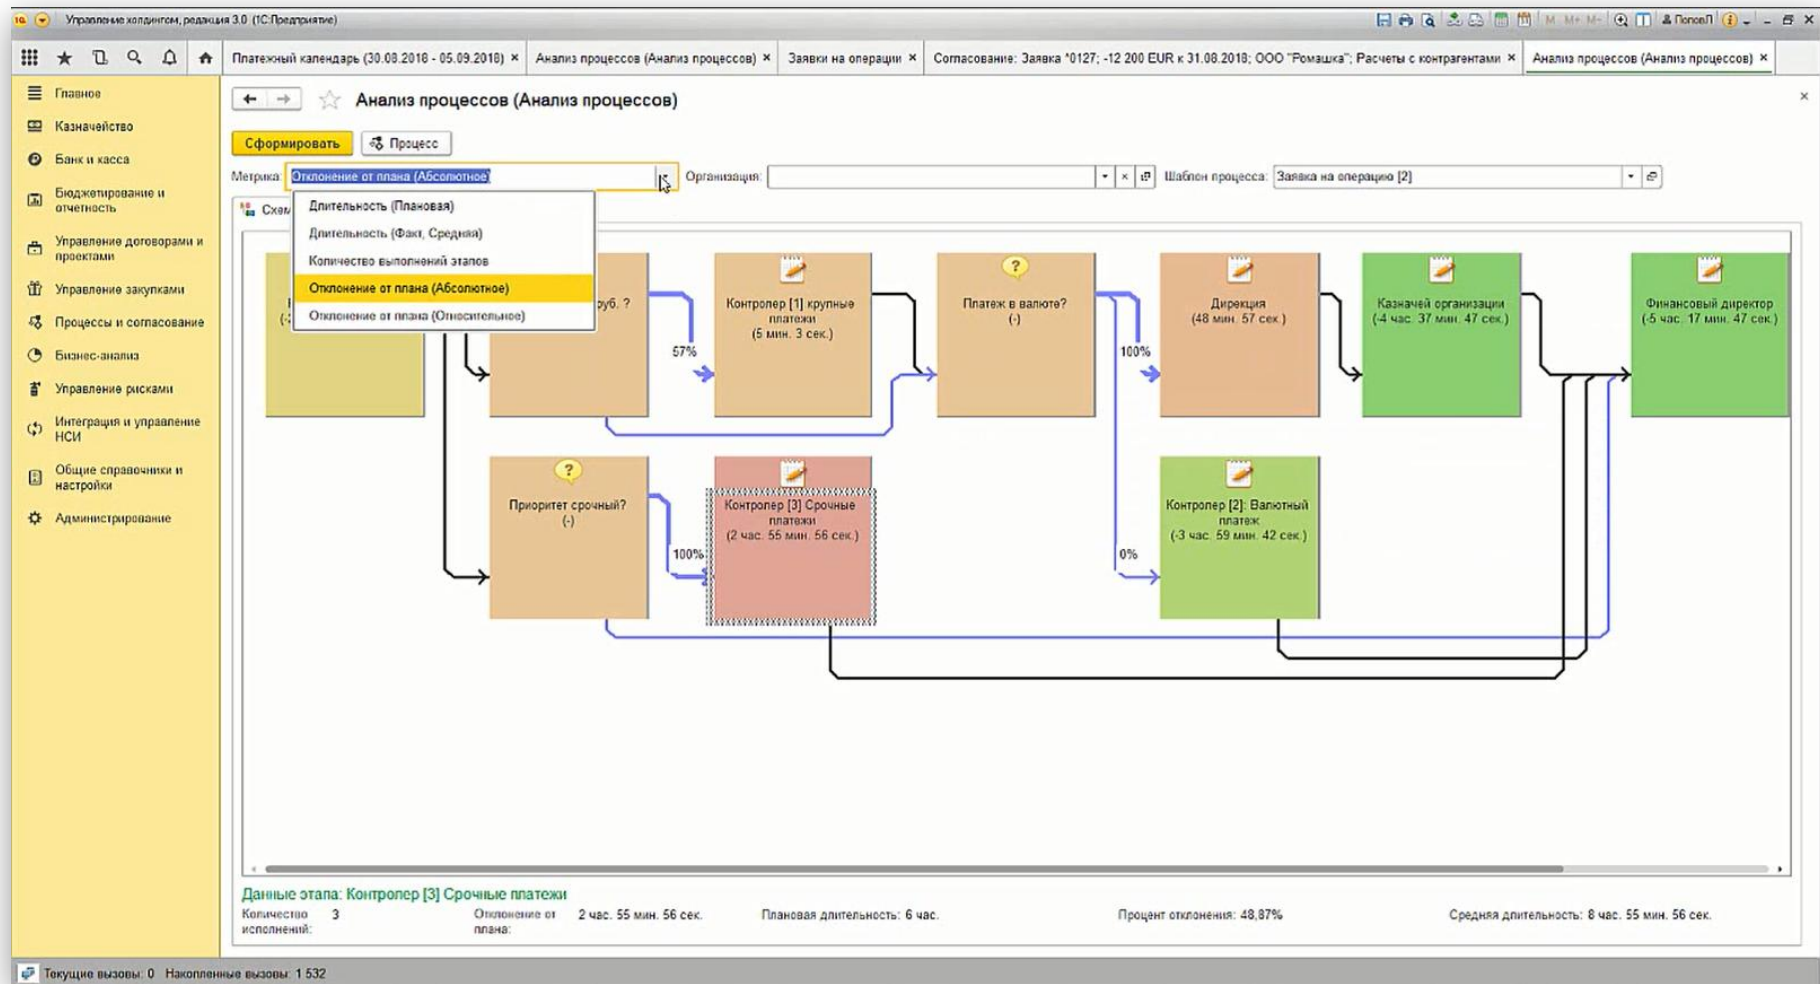 Управление холдингом, редакция 3.0 (1С:Предприятие)
M M+ M- ПоповЛ
Платежный календарь (30.08.2018 - 05.09.2018) ×
Анализ процессов (Анализ процессов) ×
Заявки на операции ×
Согласование: Заявка *0127; -12 200 EUR к 31.08.2018; ООО "Ромашка"; Расчеты с контрагентами ×
Анализ процессов (Анализ процессов) ×
Главное
Казначейство
Банк и касса
Бюджетирование и
отчетность
Управление договорами и
проектами
Управление закупками
Процессы и согласование
Бизнес-анализ
Управление рисками
Интеграция и управление
НСИ
Общие справочники и
настройки
Администрирование
Анализ процессов (Анализ процессов)
Сформировать
Процесс
Метрика: Отклонение от плана (Абсолютное)
Организация:
Шаблон процесса: Заявка на операцию [2]
Длительность (Плановая)
Длительность (Факт, Средняя)
Количество выполнений этапов
Отклонение от плана (Абсолютное)
Отклонение от плана (Относительное)
руб. ?
57%
Контролер [1] крупные
платежи
(5 мин. 3 сек.)
?
Платеж в валюте?
(-)
100%
Дирекция
(48 мин. 57 сек.)
Казначей организации
(-4 час. 37 мин. 47 сек.)
Финансовый директор
(-5 час. 17 мин. 47 сек.)
?
Приоритет срочный?
(-)
100%
Контролер [3] Срочные
платежи
(2 час. 55 мин. 56 сек.)
0%
Контролер [2]: Валютный
платеж
(-3 час. 59 мин. 42 сек.)
Данные этапа: Контролер [3] Срочные платежи
Количество
исполнений: 3
Отклонение от
плана: 2 час. 55 мин. 56 сек.
Плановая длительность: 6 час.
Процент отклонения: 48,87%
Средняя длительность: 8 час. 55 мин. 56 сек.
Текущие вызовы: 0 Накопленные вызовы: 1 532